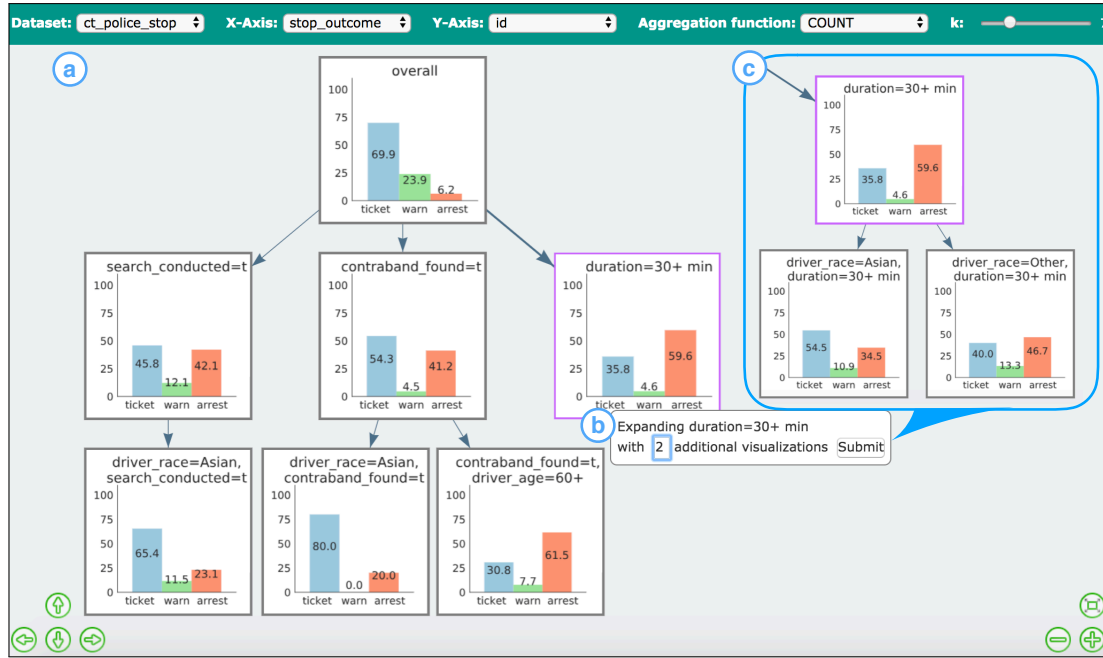 Dataset: ct_police_stop X-Axis: stop_outcome Y-Axis: id Aggregation function: COUNT k:
a
overall
100
75
50
25
0
69.9
23.9
6.2
ticket warn arrest
c
duration=30+ min
100
75
50
25
0
35.8
4.6
59.6
ticket warn arrest
search_conducted=t
100
75
50
25
0
45.8
12.1
42.1
ticket warn arrest
contraband_found=t
100
75
50
25
0
54.3
4.5
41.2
ticket warn arrest
duration=30+ min
100
75
50
25
0
35.8
4.6
59.6
ticket warn arrest
driver_race=Asian,
duration=30+ min
100
75
50
25
0
54.5
10.9
34.5
ticket warn arrest
driver_race=Other,
duration=30+ min
100
75
50
25
0
40.0
13.3
46.7
ticket warn arrest
b
Expanding duration=30+ min
with 2 additional visualizations Submit
driver_race=Asian,
search_conducted=t
100
75
50
25
0
65.4
11.5
23.1
ticket warn arrest
driver_race=Asian,
contraband_found=t
100
75
50
25
0
80.0
0.0
20.0
ticket warn arrest
contraband_found=t,
driver_age=60+
100
75
50
25
0
30.8
7.7
61.5
ticket warn arrest